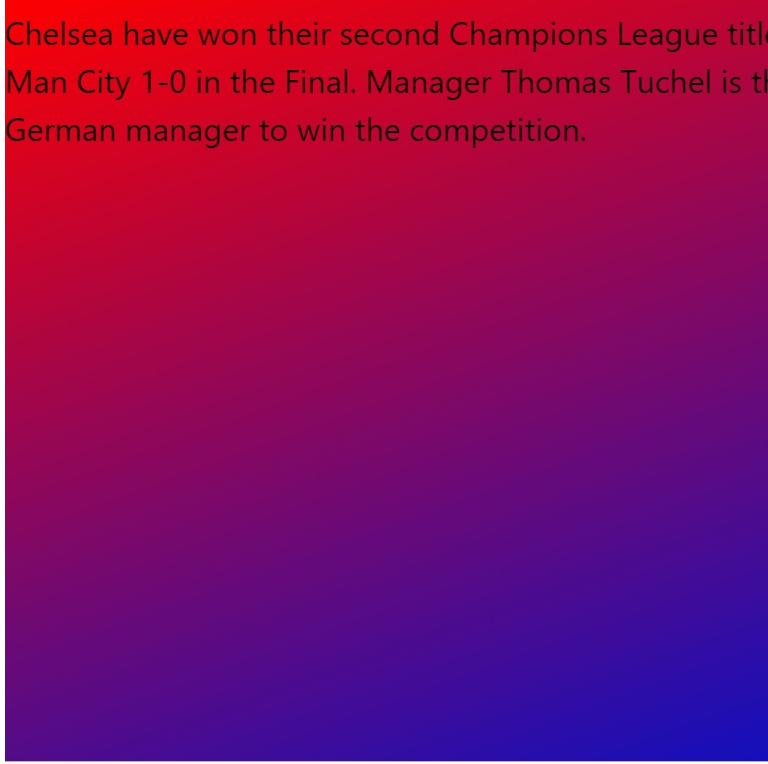 Chelsea have won their second Champions League title
Man City 1-0 in the Final. Manager Thomas Tuchel is
German manager to win the competition.